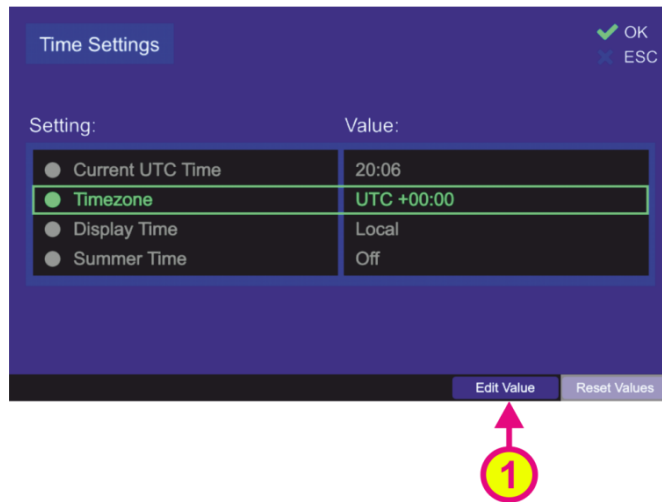 Time Settings
OK
ESC
Setting: Value:
Current UTC Time 20:06
Timezone UTC +00:00
Display Time Local
Summer Time Off
Edit Value Reset Values
1